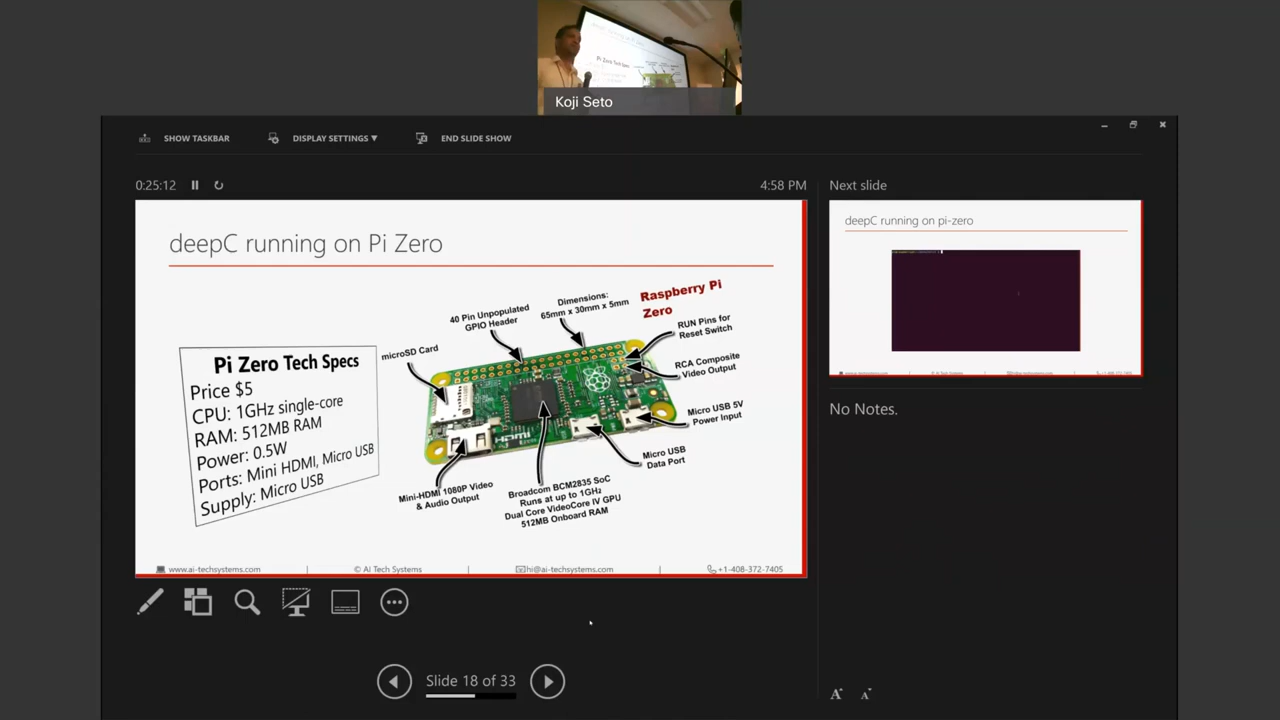 Koji Seto
SHOW TASKBAR
DISPLAY SETTINGS ▼
END SLIDE SHOW
0:25:12
4:58 PM
deepC running on Pi Zero
Pi Zero Tech Specs
Price $5
CPU: 1GHz single-core
RAM: 512MB RAM
Power: 0.5W
Ports: Mini HDMI, Micro USB
Supply: Micro USB
microSD Card
40 Pin Unpopulated
GPIO Header
Dimensions:
65mm x 30mm x 5mm
Raspberry Pi
Zero
RUN Pins for
Reset Switch
RCA Composite
Video Output
Micro USB 5V
Power Input
Micro USB
Data Port
HDMI
Mini-HDMI 1080P Video
& Audio Output
Broadcom BCM2835 SoC
Runs at up to 1GHz
Dual Core VideoCore IV GPU
512MB Onboard RAM
www.ai-techsystems.com
© AI Tech Systems
hi@ai-techsystems.com
+1-408-372-7405
Slide 18 of 33
Next slide
deepC running on pi-zero
No Notes.
A
A